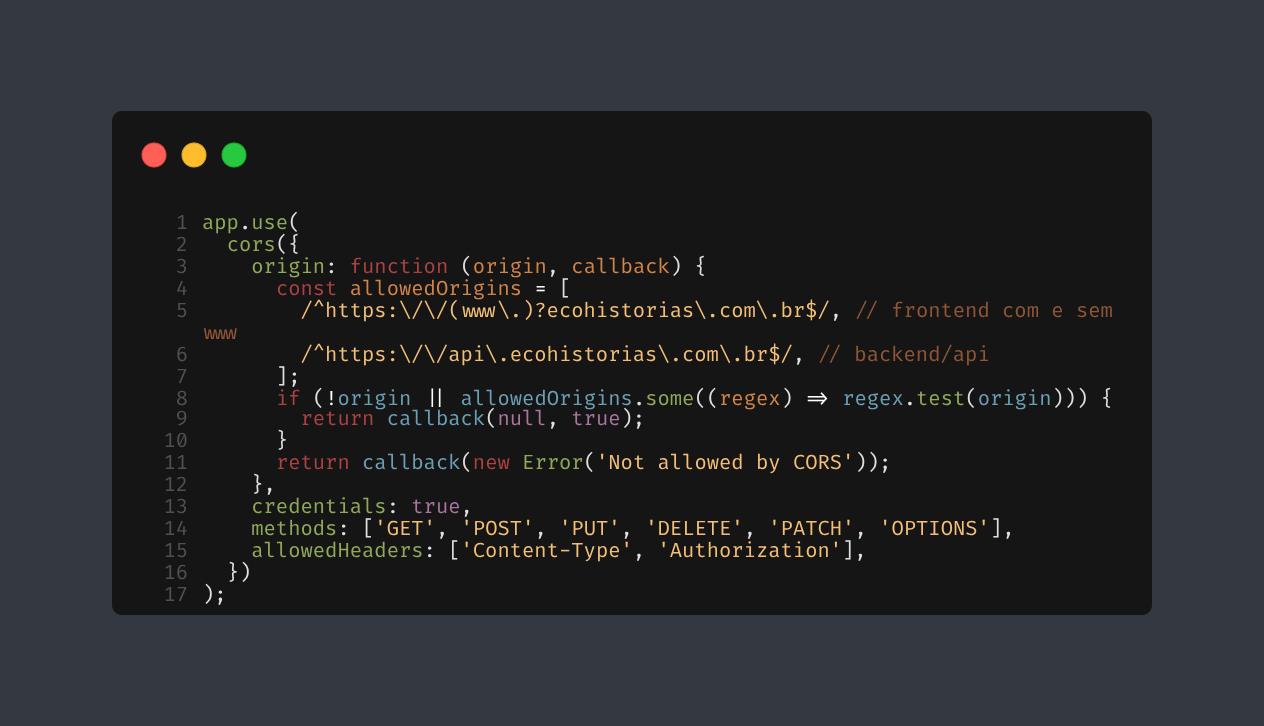 1 app.use(
2   cors({
3     origin: function (origin, callback) {
4       const allowedOrigins = [
5         /^https:\/\/(www\.)?ecohistorias\.com\.br$/, // frontend com e sem
www
6         /^https:\/\/api\.ecohistorias\.com\.br$/, // backend/api
7       ];
8       if (!origin || allowedOrigins.some((regex) => regex.test(origin))) {
9         return callback(null, true);
10       }
11       return callback(new Error('Not allowed by CORS'));
12     },
13     credentials: true,
14     methods: ['GET', 'POST', 'PUT', 'DELETE', 'PATCH', 'OPTIONS'],
15     allowedHeaders: ['Content-Type', 'Authorization'],
16   })
17 );